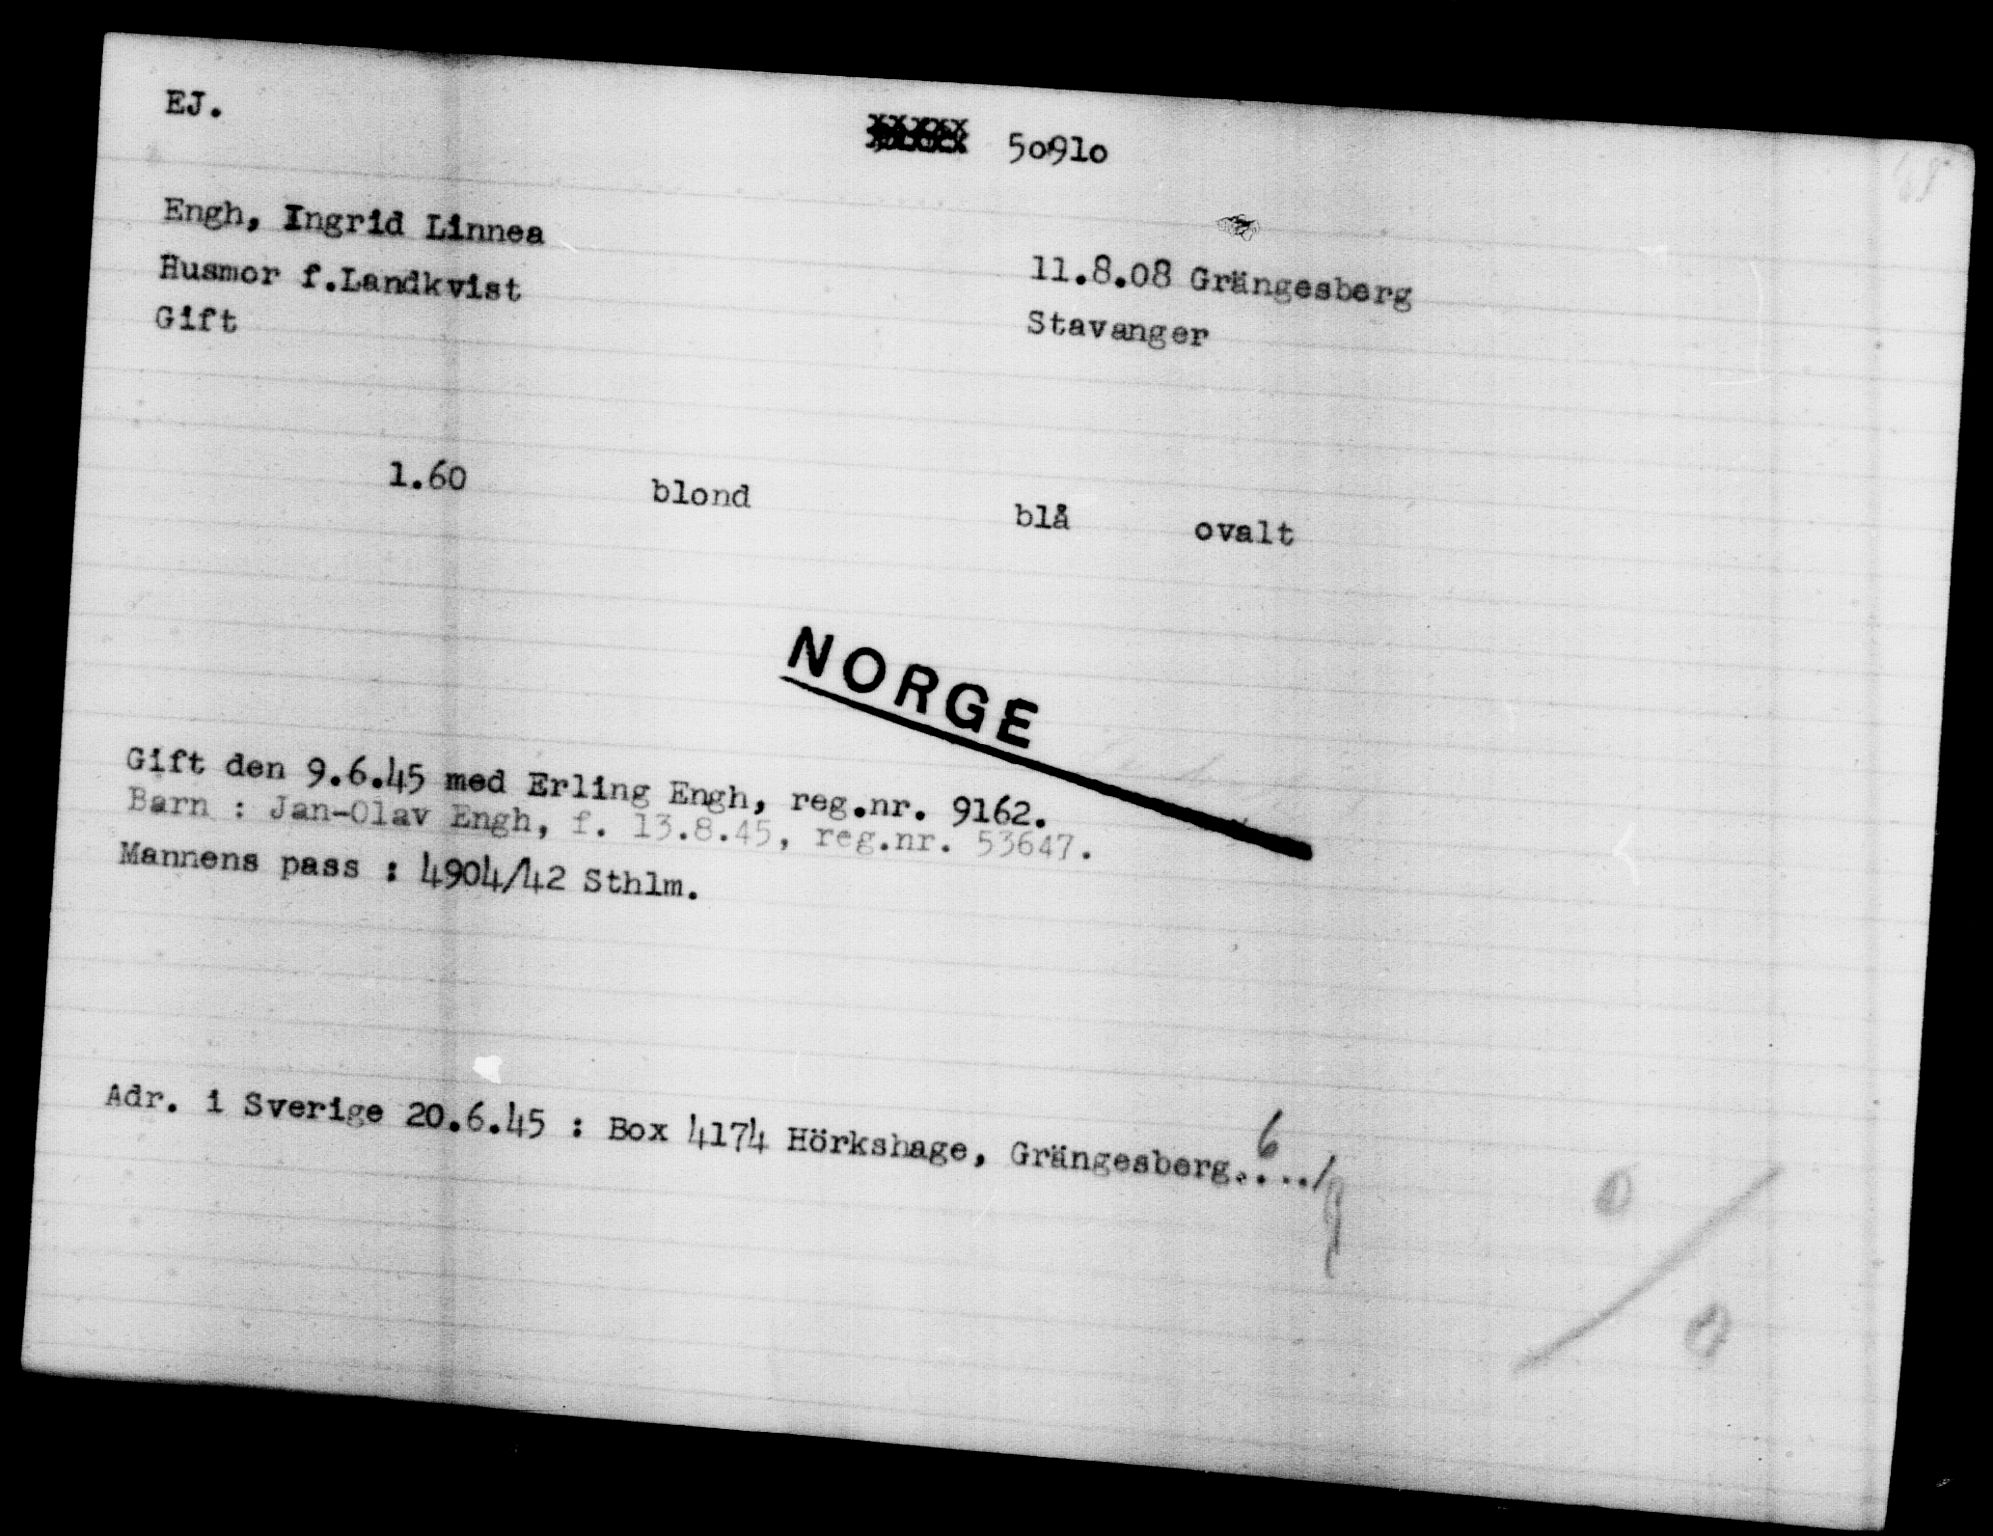 EJ.
5o91o
Engh, Ingrid Linnea
11.8.08 Grängesberg
Husmor f.Landkvist
Stavanger
Gift
1.60 blond blå ovalt
NORGE
Gift den 9.6.45 med Erling Engh, reg.nr. 9162.
Barn : Jan-Olav Engh, f. 13.8.45, reg.nr. 53647.
Mannens pass : 4904/42 Sthlm.
Adr. i Sverige 20.6.45 : Box 4174 Hörkshage, Grängesberg.... 6 /